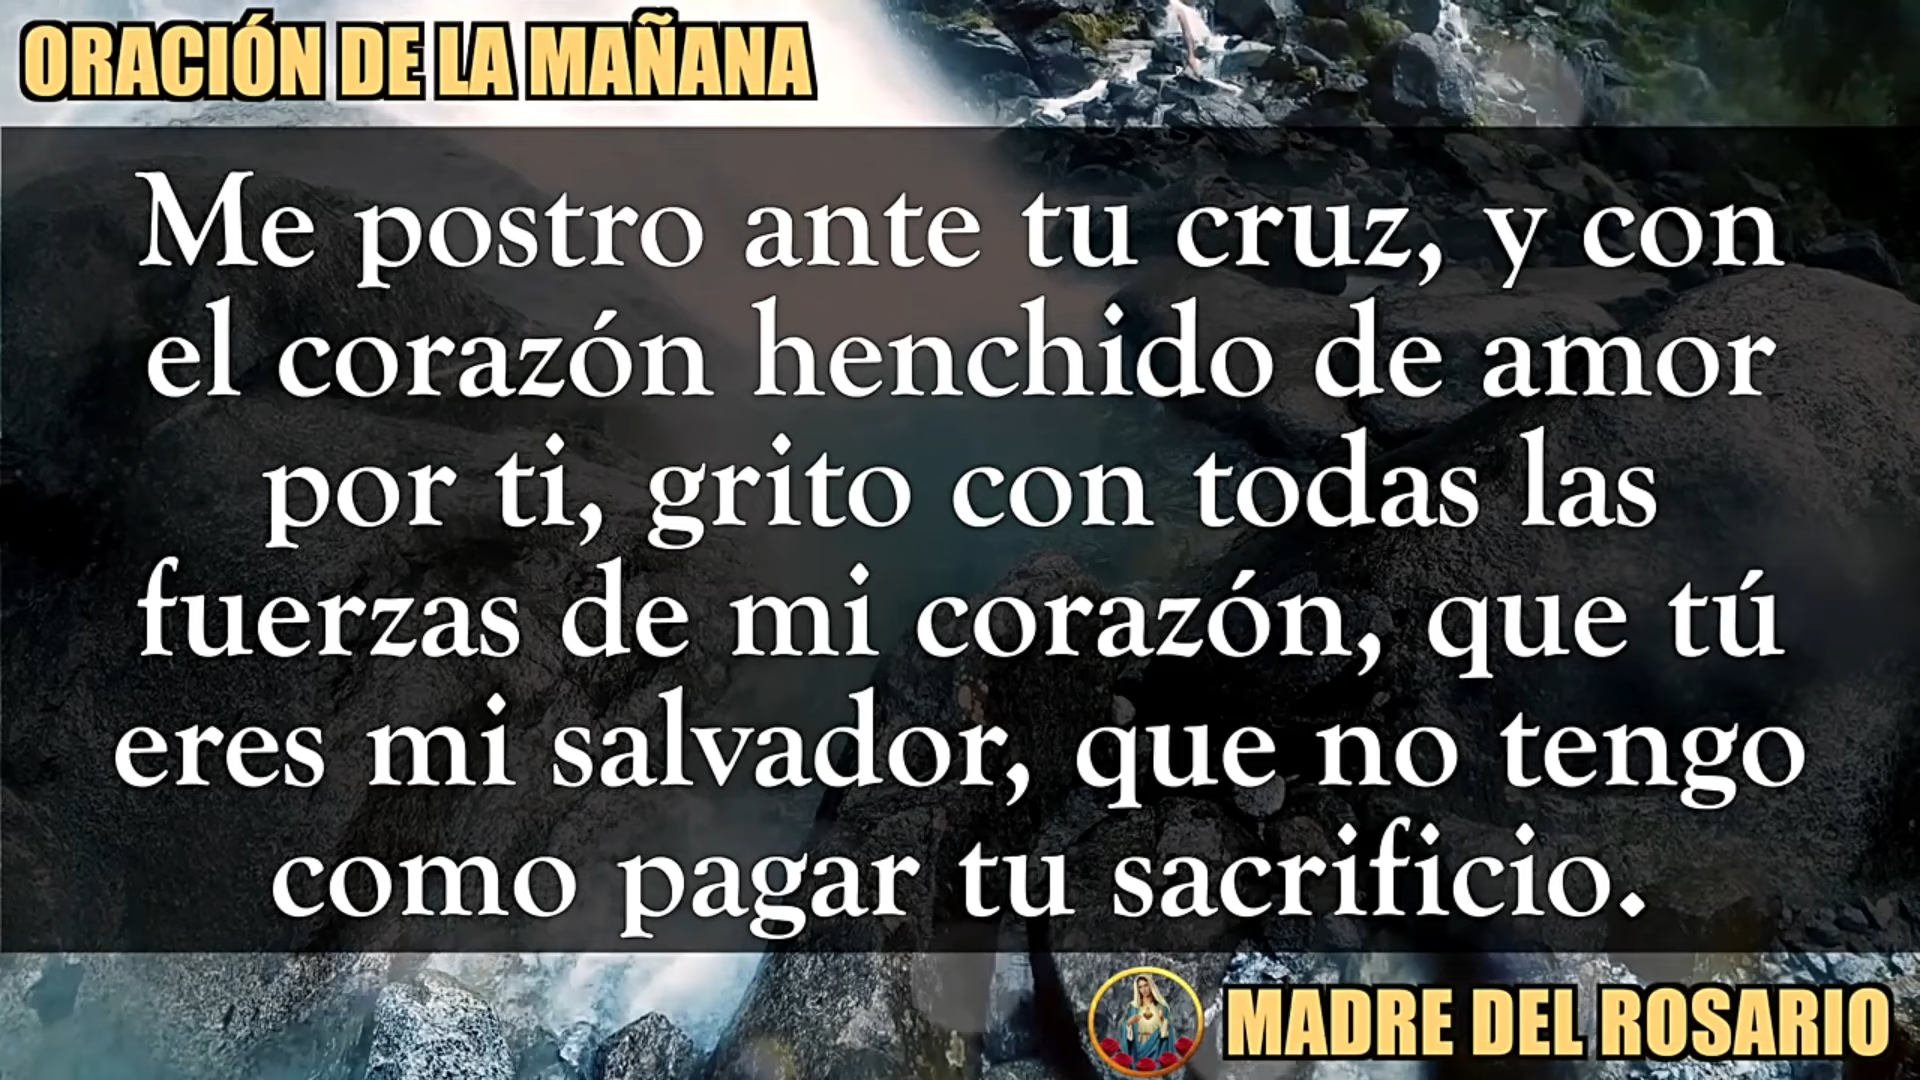 ORACIÓN DE LA MAÑANA
Me postro ante tu cruz, y con
el corazón henchido de amor
por ti, grito con todas las
fuerzas de mi corazón, que tú
eres mi salvador, que no tengo
como pagar tu sacrificio.
MADRE DEL ROSARIO